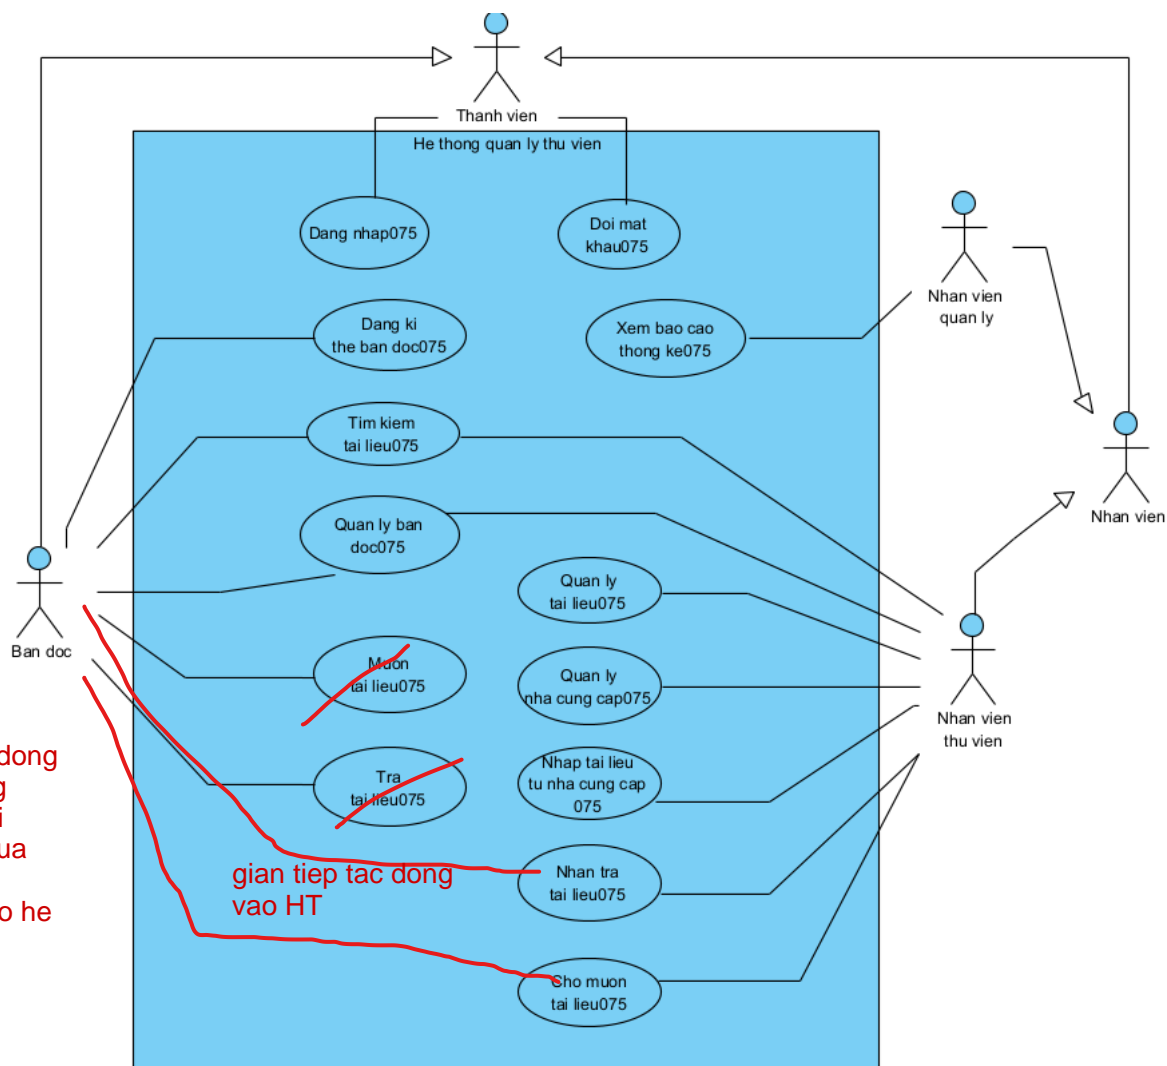 Thanh vien
He thong quan ly thu vien
Dang nhap075
Doi mat
khau075
Nhan vien
quan ly
Dang ki
the ban doc075
Xem bao cao
thong ke075
Tim kiem
tai lieu075
Nhan vien
Quan ly ban
doc075
Quan ly
tai lieu075
Ban doc
Muon
tai lieu075
Quan ly
nha cung cap075
Nhan vien
thu vien
dong
g
i
ua
o he
Tra
tai lieu075
Nhap tai lieu
tu nha cung cap
075
gian tiep tac dong
vao HT
Nhan tra
tai lieu075
Cho muon
tai lieu075